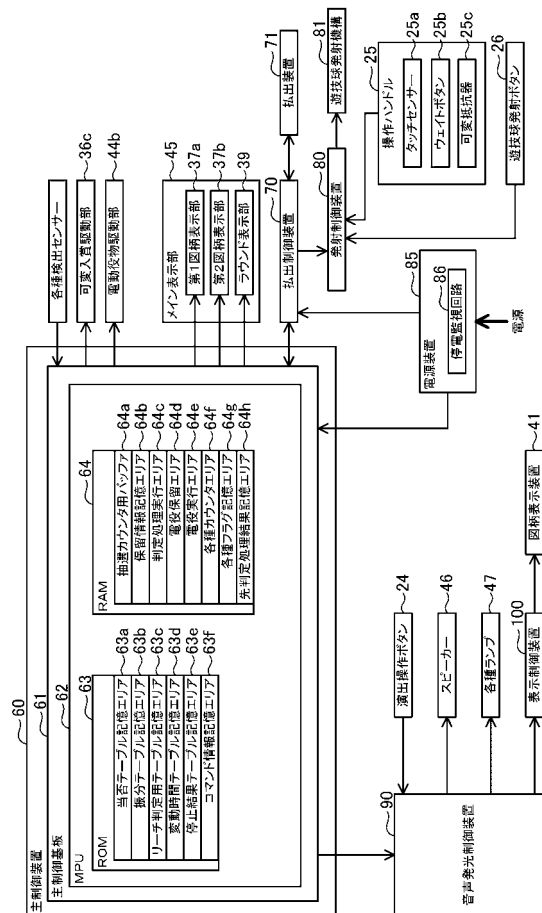 60
主制御装置
61
主制御基板
62
MPU
63
ROM
当否テーブル記憶エリア 63a
振分テーブル記憶エリア 63b
リーチ判定用テーブル記憶エリア 63c
変動時間テーブル記憶エリア 63d
停止結果テーブル記憶エリア 63e
コマンド情報記憶エリア 63f
64
RAM
抽選カウンタ用バッファ 64a
保留情報記憶エリア 64b
判定処理実行エリア 64c
電役保留エリア 64d
電役実行エリア 64e
各種カウンタエリア 64f
各種フラグ記憶エリア 64g
先判定処理結果記憶エリア 64h
各種検出センサー
可変入賞駆動部 36c
電動役物駆動部 44b
メイン表示部 45
第1図柄表示部 37a
第2図柄表示部 37b
ラウンド表示部 39
払出制御装置 70
払出装置 71
発射制御装置 80
遊技球発射機構 81
操作ハンドル 25
タッチセンサー 25a
ウェイトボタン 25b
可変抵抗器 25c
遊技球発射ボタン 26
電源装置 85
停電監視回路 86
電源
90
音声発光制御装置
演出操作ボタン 24
スピーカー 46
各種ランプ 47
表示制御装置 100
図柄表示装置 41